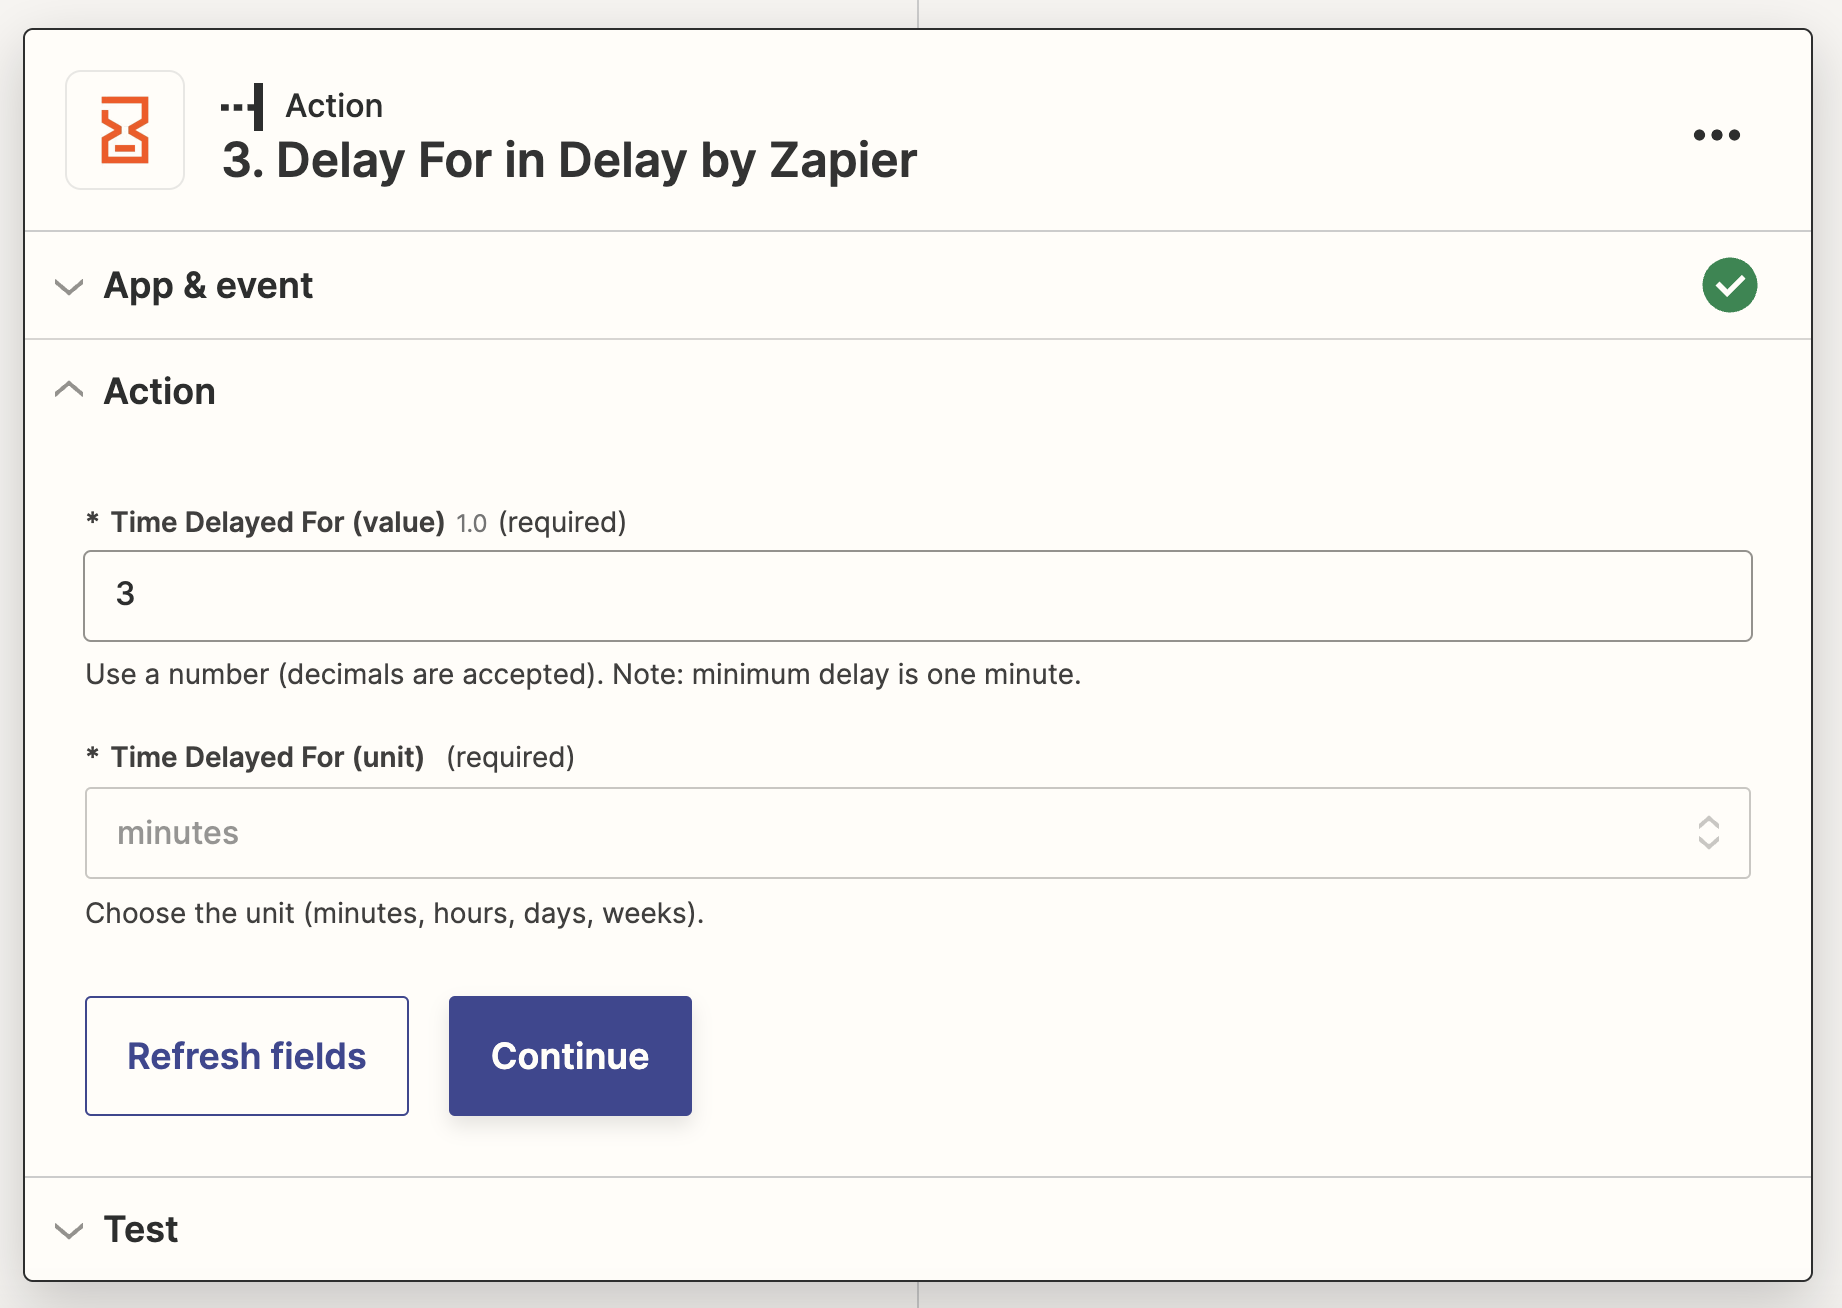 Action
3. Delay For in Delay by Zapier
App & event
Action
* Time Delayed For (value) 1.0 (required)
3
Use a number (decimals are accepted). Note: minimum delay is one minute.
* Time Delayed For (unit) (required)
minutes
Choose the unit (minutes, hours, days, weeks).
Refresh fields
Continue
Test